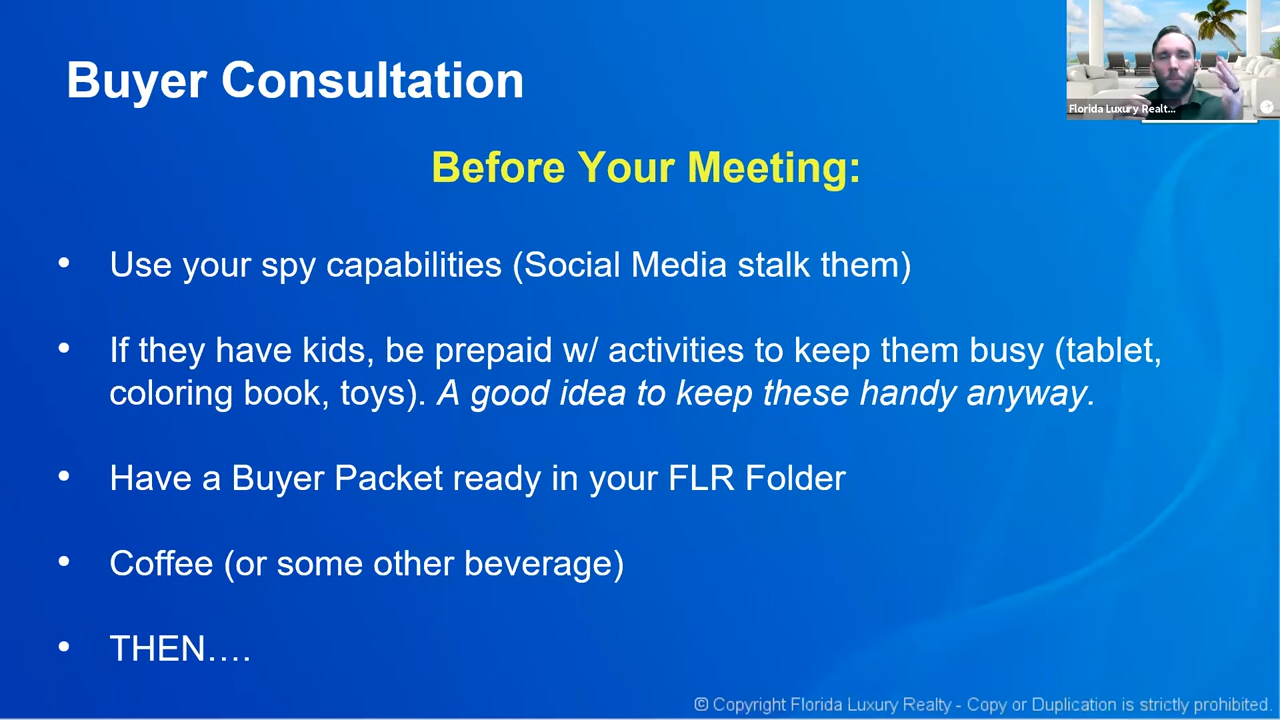 Buyer Consultation
Florida Luxury Realt...
Before Your Meeting:
• Use your spy capabilities (Social Media stalk them)
• If they have kids, be prepaid w/ activities to keep them busy (tablet,
coloring book, toys). A good idea to keep these handy anyway.
• Have a Buyer Packet ready in your FLR Folder
• Coffee (or some other beverage)
• THEN....
© Copyright Florida Luxury Realty - Copy or Duplication is strictly prohibited.